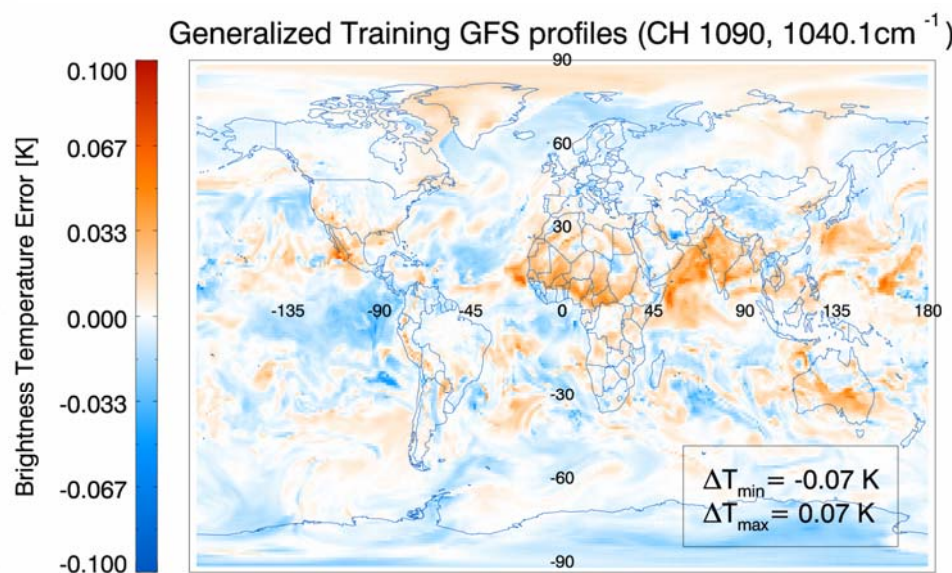 Generalized Training GFS profiles (CH 1090, 1040.1cm⁻¹)
Brightness Temperature Error [K]
0.100
0.067
0.033
0.000
-0.033
-0.067
-0.100
90
60
30
-135 -90 -45 0 45 90 135 180
-30
-60
-90
ΔTmin = -0.07 K
ΔTmax = 0.07 K